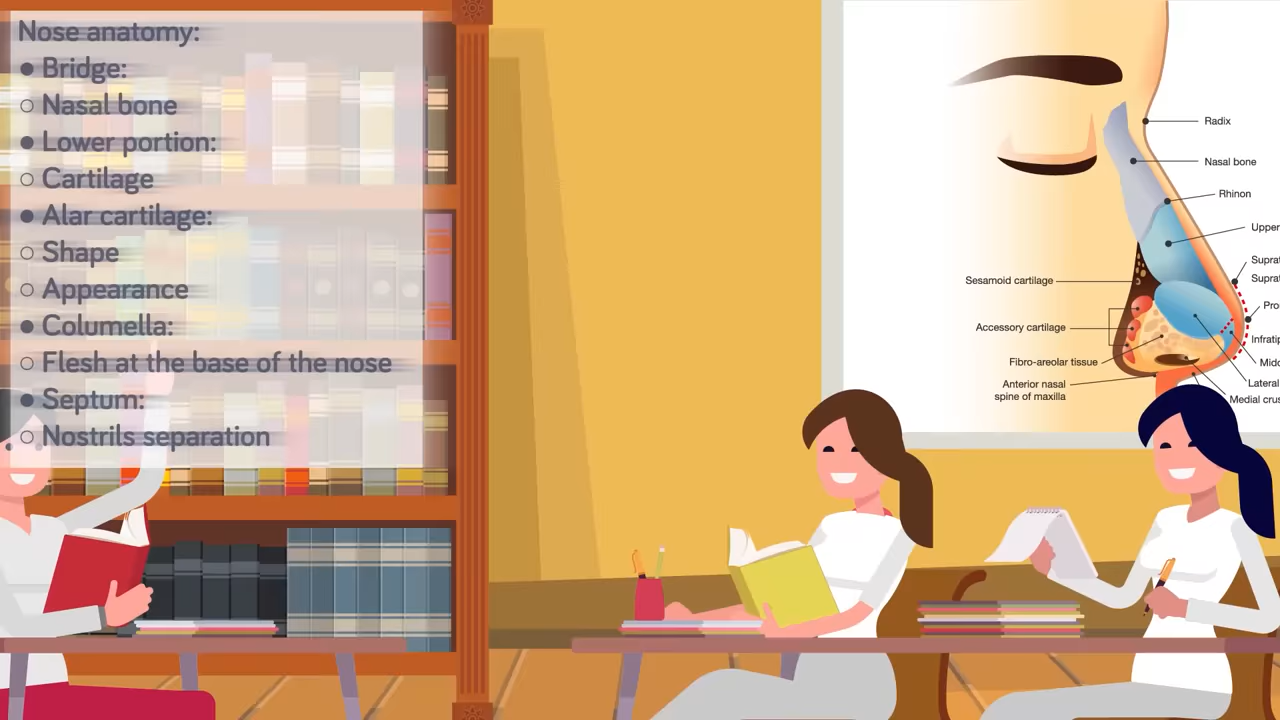 Nose anatomy:
● Bridge:
○ Nasal bone
● Lower portion:
○ Cartilage
● Alar cartilage:
○ Shape
○ Appearance
● Columella:
○ Flesh at the base of the nose
● Septum:
○ Nostrils separation
Radix
Nasal bone
Rhinon
Upper
Sesamoid cartilage
Accessory cartilage
Fibro-areolar tissue
Anterior nasal
spine of maxilla
Lateral